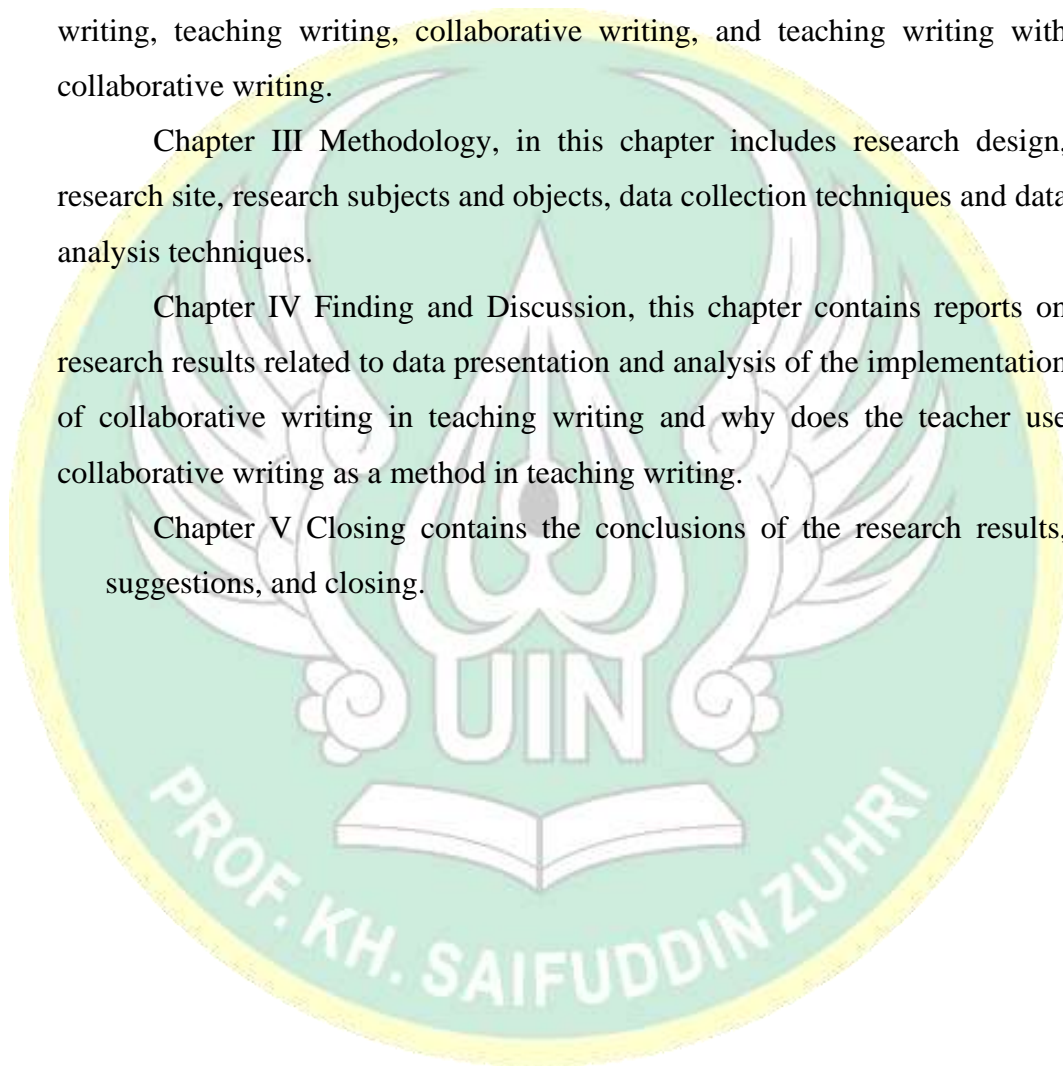 writing, teaching writing, collaborative writing, and teaching writing with
collaborative writing.
Chapter III Methodology, in this chapter includes research design,
research site, research subjects and objects, data collection techniques and data
analysis techniques.
Chapter IV Finding and Discussion, this chapter contains reports on
research results related to data presentation and analysis of the implementation
of collaborative writing in teaching writing and why does the teacher use
collaborative writing as a method in teaching writing.
Chapter V Closing contains the conclusions of the research results,
suggestions, and closing.
UIN
PROF. KH. SAIFUDDIN ZUHRI